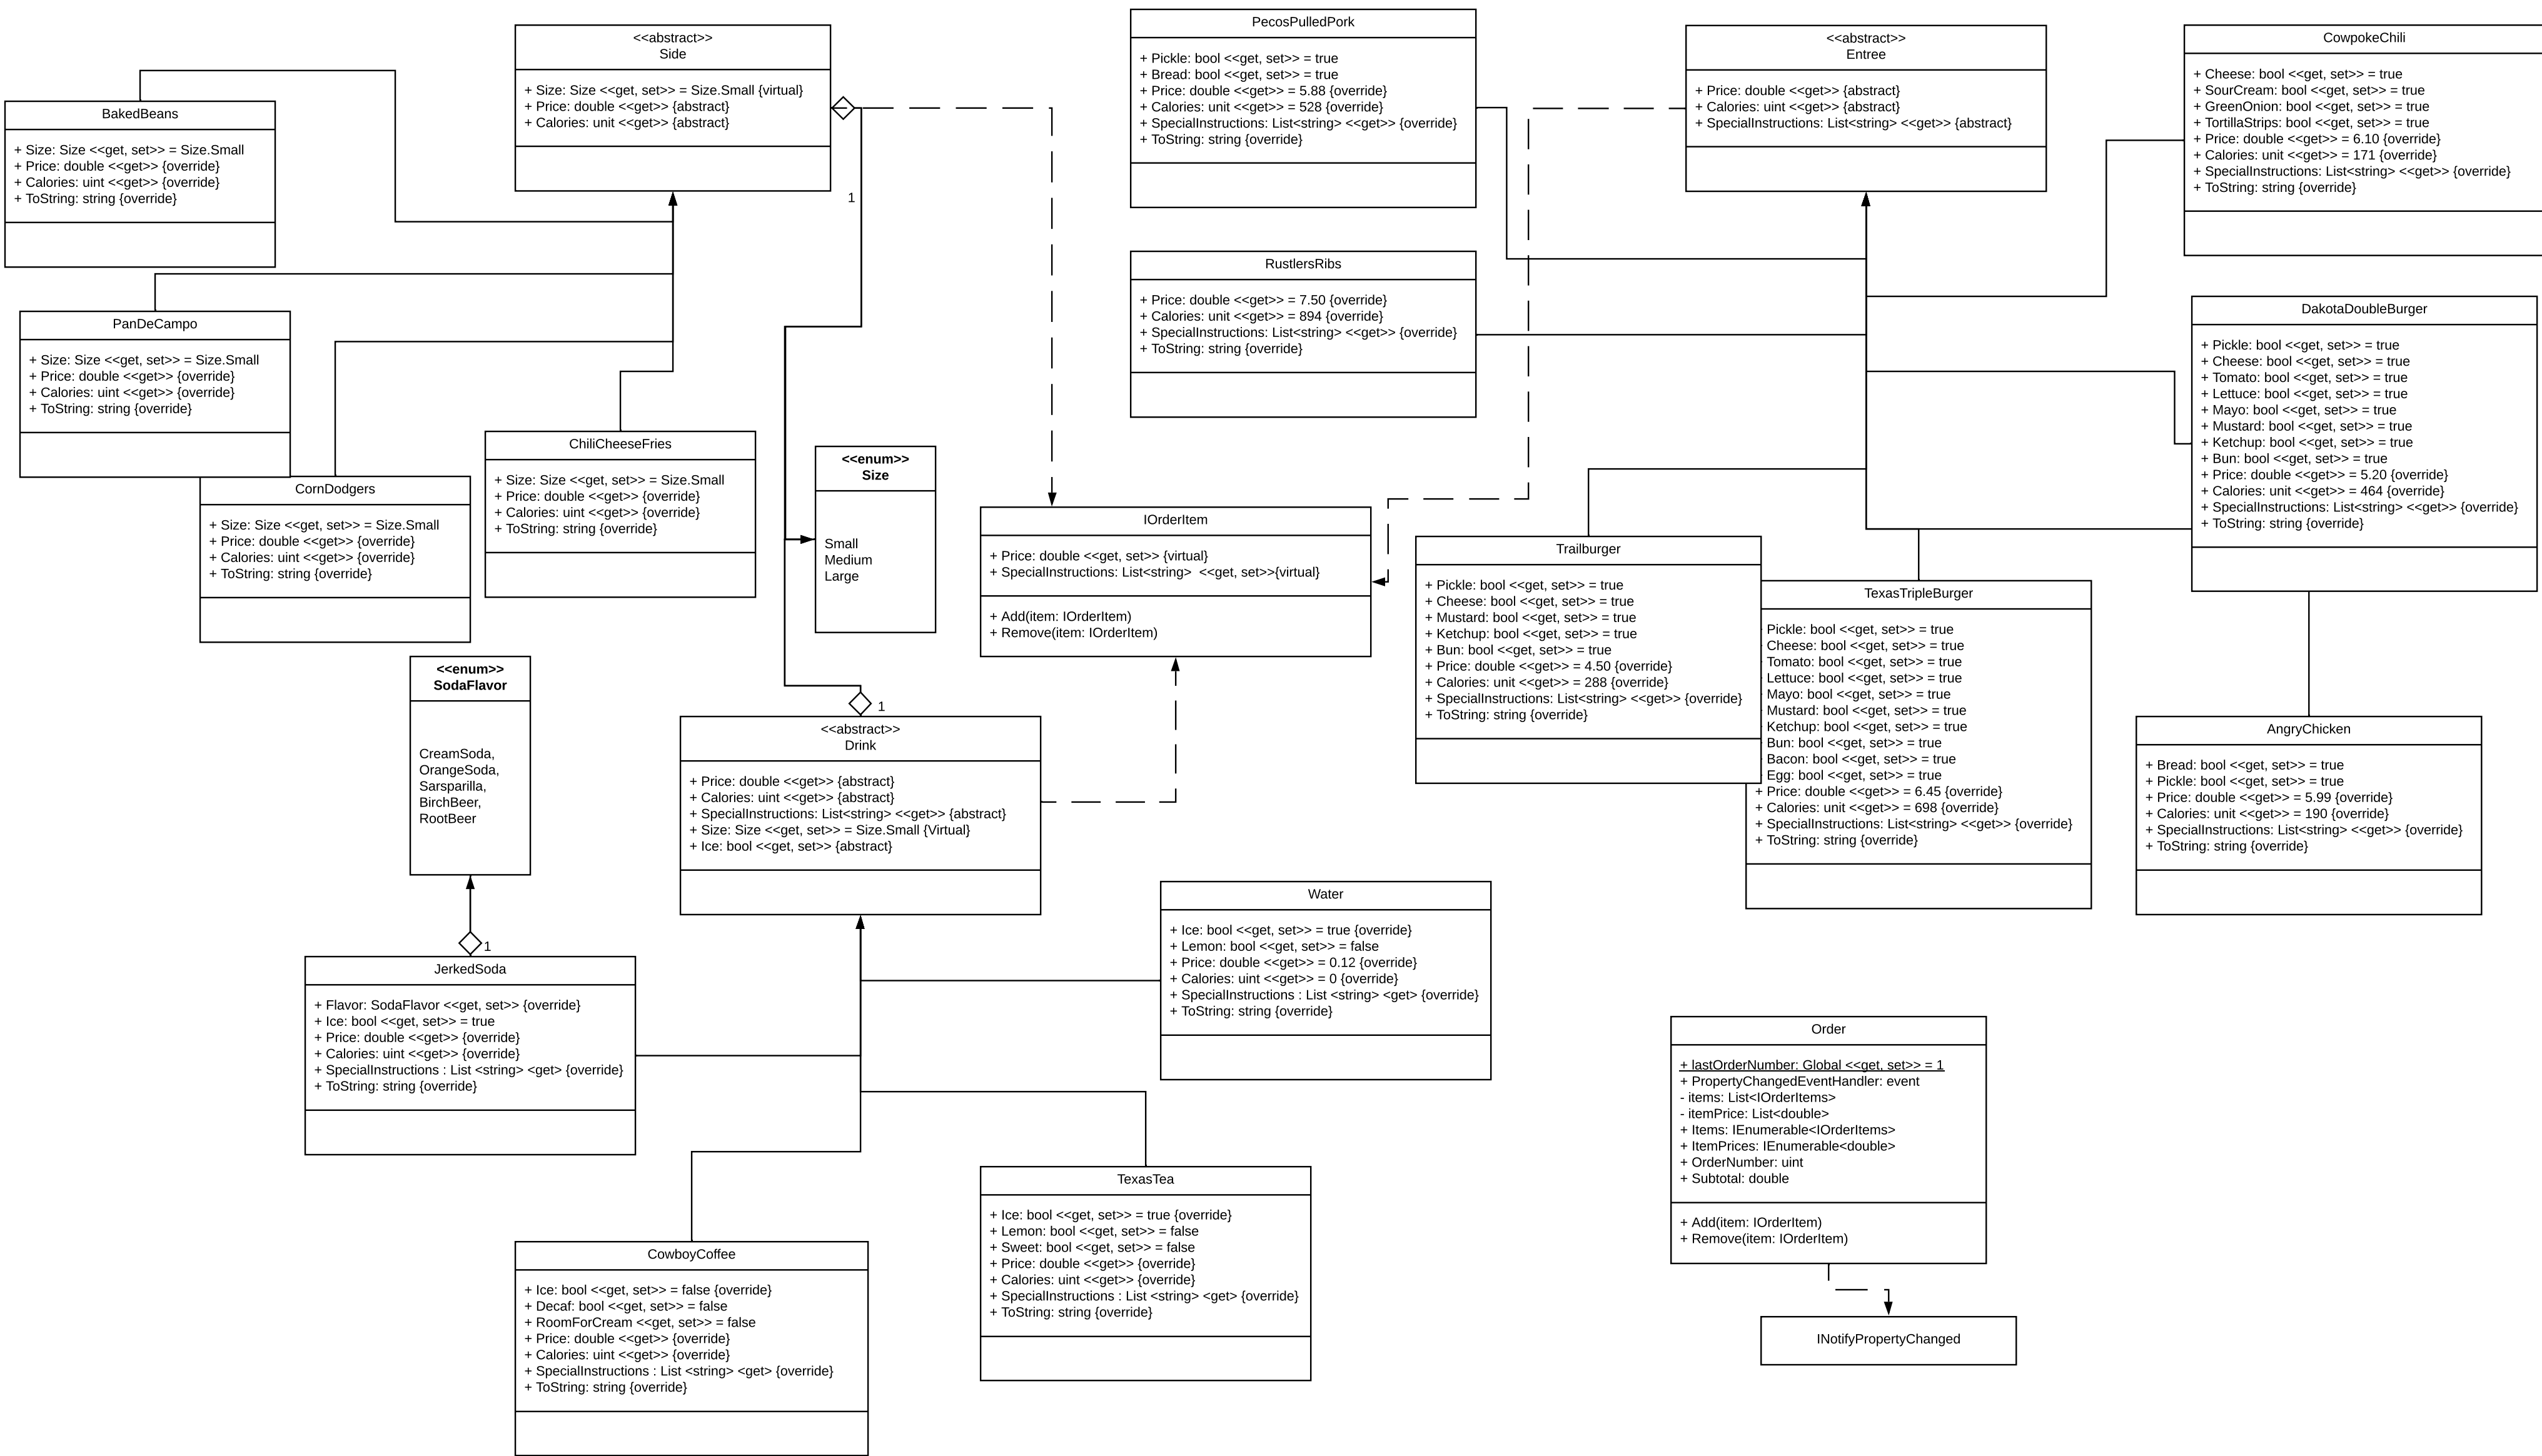 <<abstract>>
Side
+ Size: Size <<get, set>> = Size.Small {virtual}
+ Price: double <<get>> {abstract}
+ Calories: unit <<get>> {abstract}
1
PecosPulledPork
+ Pickle: bool <<get, set>> = true
+ Bread: bool <<get, set>> = true
+ Price: double <<get>> = 5.88 {override}
+ Calories: unit <<get>> = 528 {override}
+ SpecialInstructions: List<string> <<get>> {override}
+ ToString: string {override}
<<abstract>>
Entree
+ Price: double <<get>> {abstract}
+ Calories: uint <<get>> {abstract}
+ SpecialInstructions: List<string> <<get>> {abstract}
CowpokeChili
+ Cheese: bool <<get, set>> = true
+ SourCream: bool <<get, set>> = true
+ GreenOnion: bool <<get, set>> = true
+ TortillaStrips: bool <<get, set>> = true
+ Price: double <<get>> = 6.10 {override}
+ Calories: unit <<get>> = 171 {override}
+ SpecialInstructions: List<string> <<get>> {override}
+ ToString: string {override}
BakedBeans
+ Size: Size <<get, set>> = Size.Small
+ Price: double <<get>> {override}
+ Calories: uint <<get>> {override}
+ ToString: string {override}
RustlersRibs
+ Price: double <<get>> = 7.50 {override}
+ Calories: unit <<get>> = 894 {override}
+ SpecialInstructions: List<string> <<get>> {override}
+ ToString: string {override}
DakotaDoubleBurger
+ Pickle: bool <<get, set>> = true
+ Cheese: bool <<get, set>> = true
+ Tomato: bool <<get, set>> = true
+ Lettuce: bool <<get, set>> = true
+ Mayo: bool <<get, set>> = true
+ Mustard: bool <<get, set>> = true
+ Ketchup: bool <<get, set>> = true
+ Bun: bool <<get, set>> = true
+ Price: double <<get>> = 5.20 {override}
+ Calories: unit <<get>> = 464 {override}
+ SpecialInstructions: List<string> <<get>> {override}
+ ToString: string {override}
PanDeCampo
+ Size: Size <<get, set>> = Size.Small
+ Price: double <<get>> {override}
+ Calories: uint <<get>> {override}
+ ToString: string {override}
ChiliCheeseFries
+ Size: Size <<get, set>> = Size.Small
+ Price: double <<get>> {override}
+ Calories: uint <<get>> {override}
+ ToString: string {override}
<<enum>>
Size
Small
Medium
Large
CornDodgers
+ Size: Size <<get, set>> = Size.Small
+ Price: double <<get>> {override}
+ Calories: uint <<get>> {override}
+ ToString: string {override}
IOrderItem
+ Price: double <<get, set>> {virtual}
+ SpecialInstructions: List<string>  <<get, set>>{virtual}
+ Add(item: IOrderItem)
+ Remove(item: IOrderItem)
Trailburger
+ Pickle: bool <<get, set>> = true
+ Cheese: bool <<get, set>> = true
+ Mustard: bool <<get, set>> = true
+ Ketchup: bool <<get, set>> = true
+ Bun: bool <<get, set>> = true
+ Price: double <<get>> = 4.50 {override}
+ Calories: unit <<get>> = 288 {override}
+ SpecialInstructions: List<string> <<get>> {override}
+ ToString: string {override}
TexasTripleBurger
Pickle: bool <<get, set>> = true
Cheese: bool <<get, set>> = true
Tomato: bool <<get, set>> = true
Lettuce: bool <<get, set>> = true
Mayo: bool <<get, set>> = true
Mustard: bool <<get, set>> = true
Ketchup: bool <<get, set>> = true
Bun: bool <<get, set>> = true
Bacon: bool <<get, set>> = true
Egg: bool <<get, set>> = true
+ Price: double <<get>> = 6.45 {override}
+ Calories: unit <<get>> = 698 {override}
+ SpecialInstructions: List<string> <<get>> {override}
+ ToString: string {override}
<<enum>>
SodaFlavor
CreamSoda,
OrangeSoda,
Sarsparilla,
BirchBeer,
RootBeer
1
1
<<abstract>>
Drink
+ Price: double <<get>> {abstract}
+ Calories: uint <<get>> {abstract}
+ SpecialInstructions: List<string> <<get>> {abstract}
+ Size: Size <<get, set>> = Size.Small {Virtual}
+ Ice: bool <<get, set>> {abstract}
AngryChicken
+ Bread: bool <<get, set>> = true
+ Pickle: bool <<get, set>> = true
+ Price: double <<get>> = 5.99 {override}
+ Calories: unit <<get>> = 190 {override}
+ SpecialInstructions: List<string> <<get>> {override}
+ ToString: string {override}
Water
+ Ice: bool <<get, set>> = true {override}
+ Lemon: bool <<get, set>> = false
+ Price: double <<get>> = 0.12 {override}
+ Calories: uint <<get>> = 0 {override}
+ SpecialInstructions : List <string> <get> {override}
+ ToString: string {override}
JerkedSoda
+ Flavor: SodaFlavor <<get, set>> {override}
+ Ice: bool <<get, set>> = true
+ Price: double <<get>> {override}
+ Calories: uint <<get>> {override}
+ SpecialInstructions : List <string> <get> {override}
+ ToString: string {override}
Order
+ lastOrderNumber: Global <<get, set>> = 1
+ PropertyChangedEventHandler: event
- items: List<IOrderItems>
- itemPrice: List<double>
+ Items: IEnumerable<IOrderItems>
+ ItemPrices: IEnumerable<double>
+ OrderNumber: uint
+ Subtotal: double
+ Add(item: IOrderItem)
+ Remove(item: IOrderItem)
TexasTea
+ Ice: bool <<get, set>> = true {override}
+ Lemon: bool <<get, set>> = false
+ Sweet: bool <<get, set>> = false
+ Price: double <<get>> {override}
+ Calories: uint <<get>> {override}
+ SpecialInstructions : List <string> <get> {override}
+ ToString: string {override}
CowboyCoffee
+ Ice: bool <<get, set>> = false {override}
+ Decaf: bool <<get, set>> = false
+ RoomForCream <<get, set>> = false
+ Price: double <<get>> {override}
+ Calories: uint <<get>> {override}
+ SpecialInstructions : List <string> <get> {override}
+ ToString: string {override}
INotifyPropertyChanged